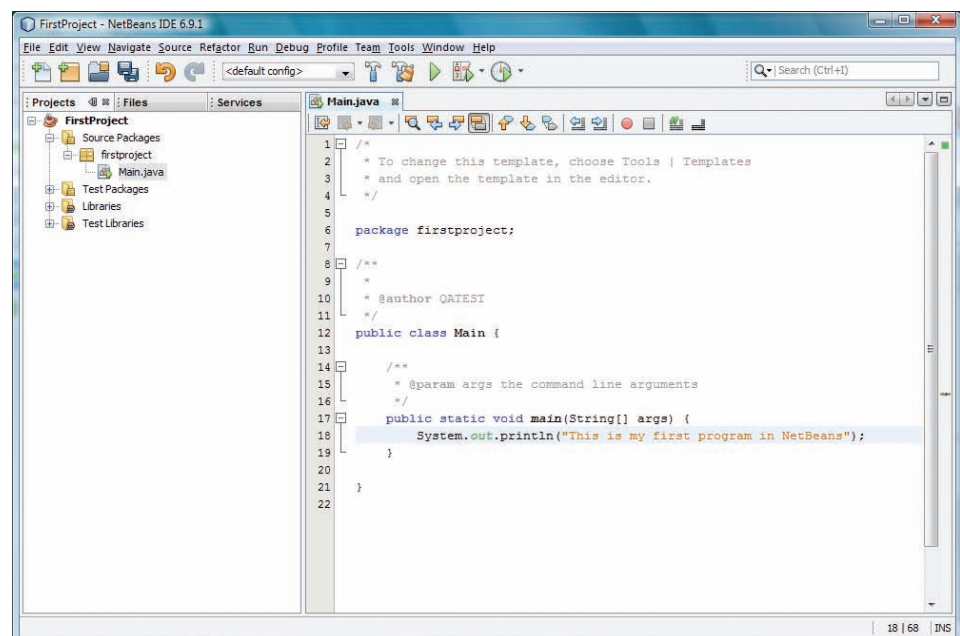 FirstProject - NetBeans IDE 6.9.1
File Edit View Navigate Source Refactor Run Debug Profile Team Tools Window Help
<default config>
Search (Ctrl+I)
Projects Files Services
Main.java
FirstProject
Source Packages
firstproject
Main.java
Test Packages
Libraries
Test Libraries
1 /*
2 * To change this template, choose Tools | Templates
3 * and open the template in the editor.
4 */
5
6 package firstproject;
7
8 /**
9 *
10 * @author QATEST
11 */
12 public class Main {
13
14 /**
15 * @param args the command line arguments
16 */
17 public static void main(String[] args) {
18 System.out.println("This is my first program in NetBeans");
19 }
20
21 }
22
18 | 68 INS